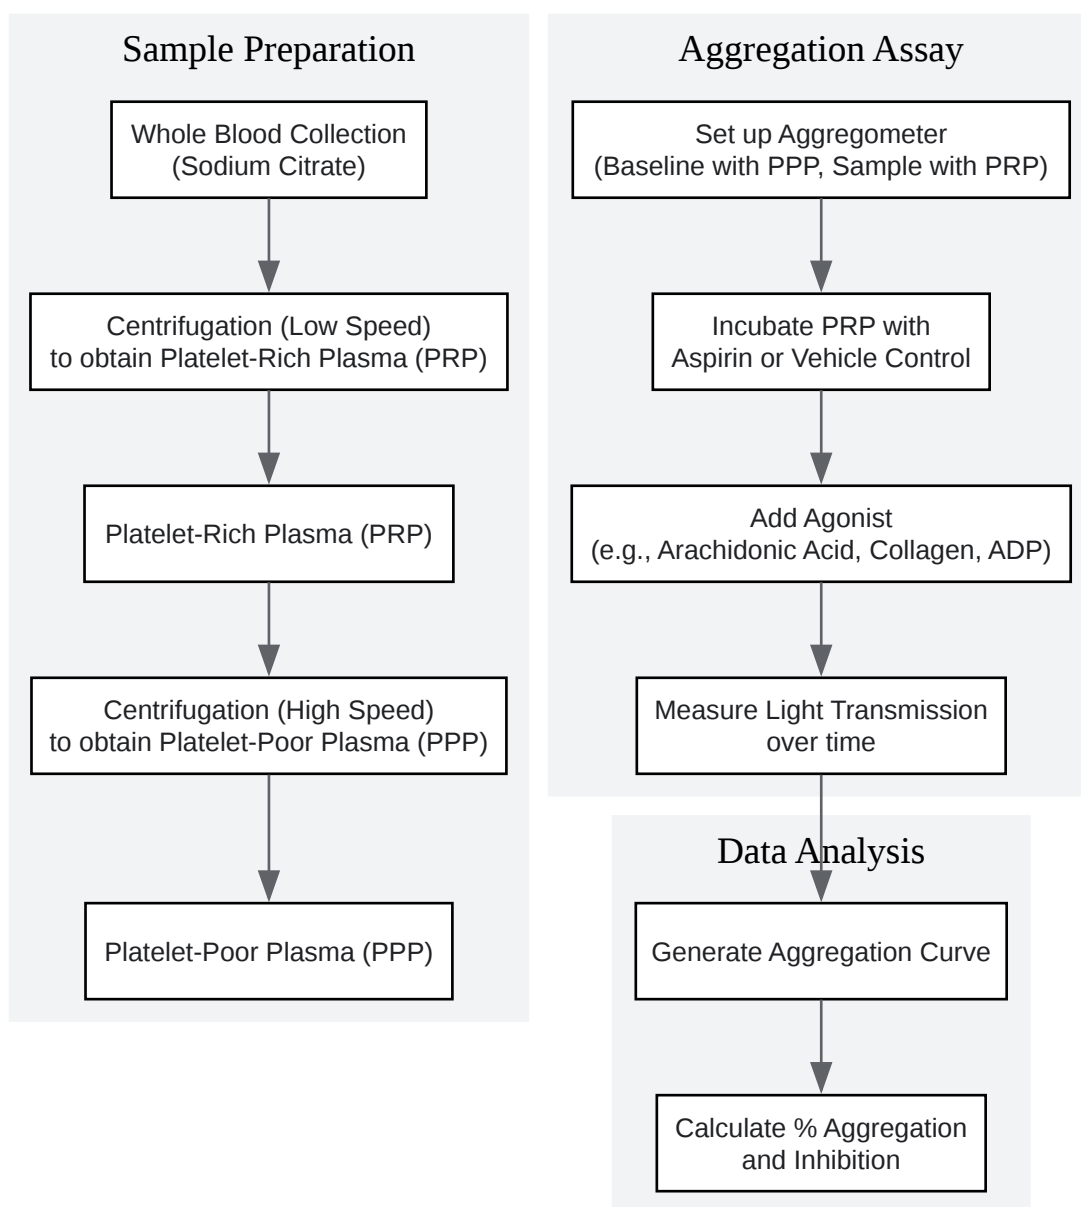 Sample Preparation
Whole Blood Collection
(Sodium Citrate)
Centrifugation (Low Speed)
to obtain Platelet-Rich Plasma (PRP)
Platelet-Rich Plasma (PRP)
Centrifugation (High Speed)
to obtain Platelet-Poor Plasma (PPP)
Platelet-Poor Plasma (PPP)
Aggregation Assay
Set up Aggregometer
(Baseline with PPP, Sample with PRP)
Incubate PRP with
Aspirin or Vehicle Control
Add Agonist
(e.g., Arachidonic Acid, Collagen, ADP)
Measure Light Transmission
over time
Data Analysis
Generate Aggregation Curve
Calculate % Aggregation
and Inhibition